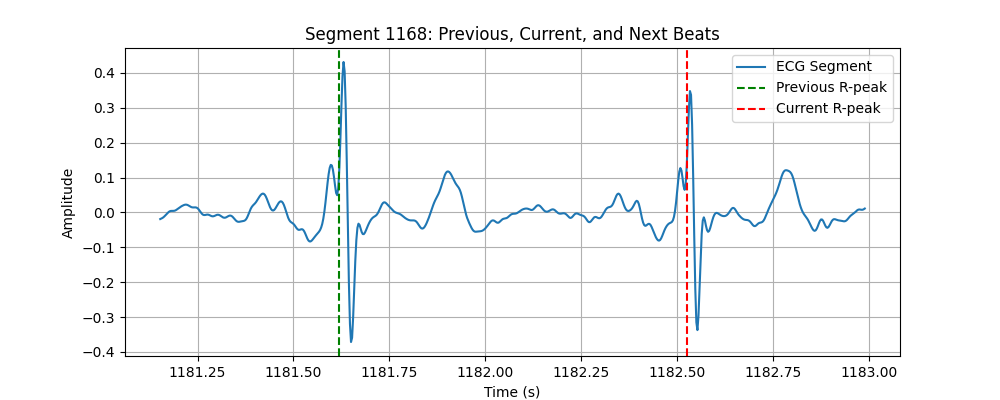 Segment 1168: Previous, Current, and Next Beats
ECG Segment
Previous R-peak
Current R-peak
Amplitude
0.4
0.3
0.2
0.1
0.0
−0.1
−0.2
−0.3
−0.4
1181.25 1181.50 1181.75 1182.00 1182.25 1182.50 1182.75 1183.00
Time (s)